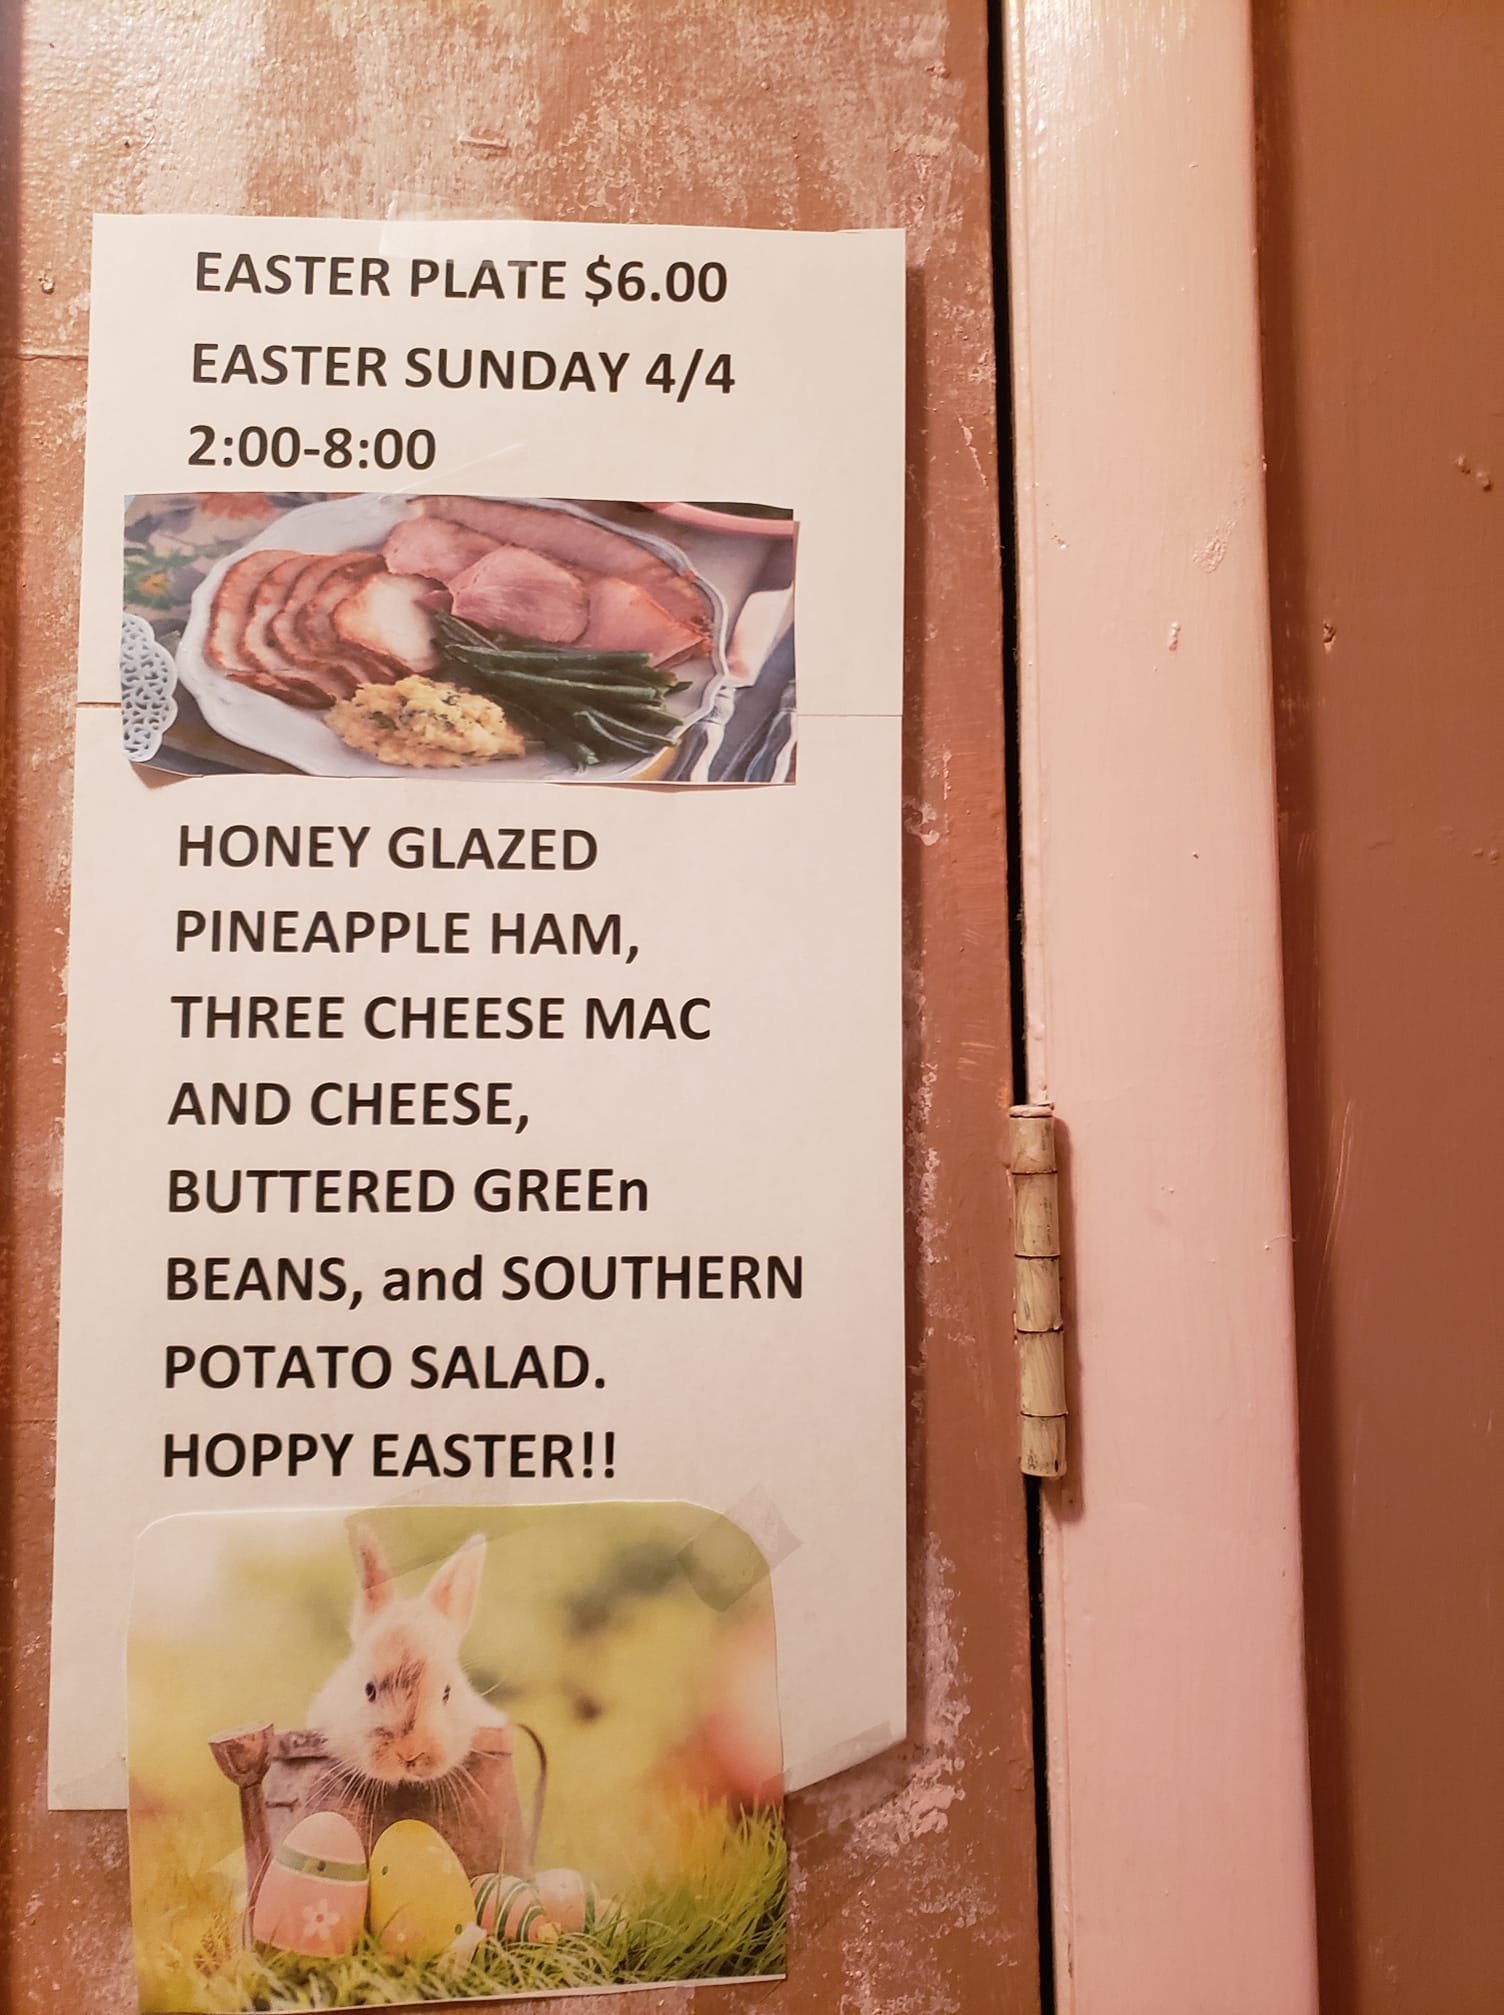 EASTER PLATE $6.00
EASTER SUNDAY 4/4
2:00-8:00
HONEY GLAZED
PINEAPPLE HAM,
THREE CHEESE MAC
AND CHEESE,
BUTTERED GREEn
BEANS, and SOUTHERN
POTATO SALAD.
HOPPY EASTER!!